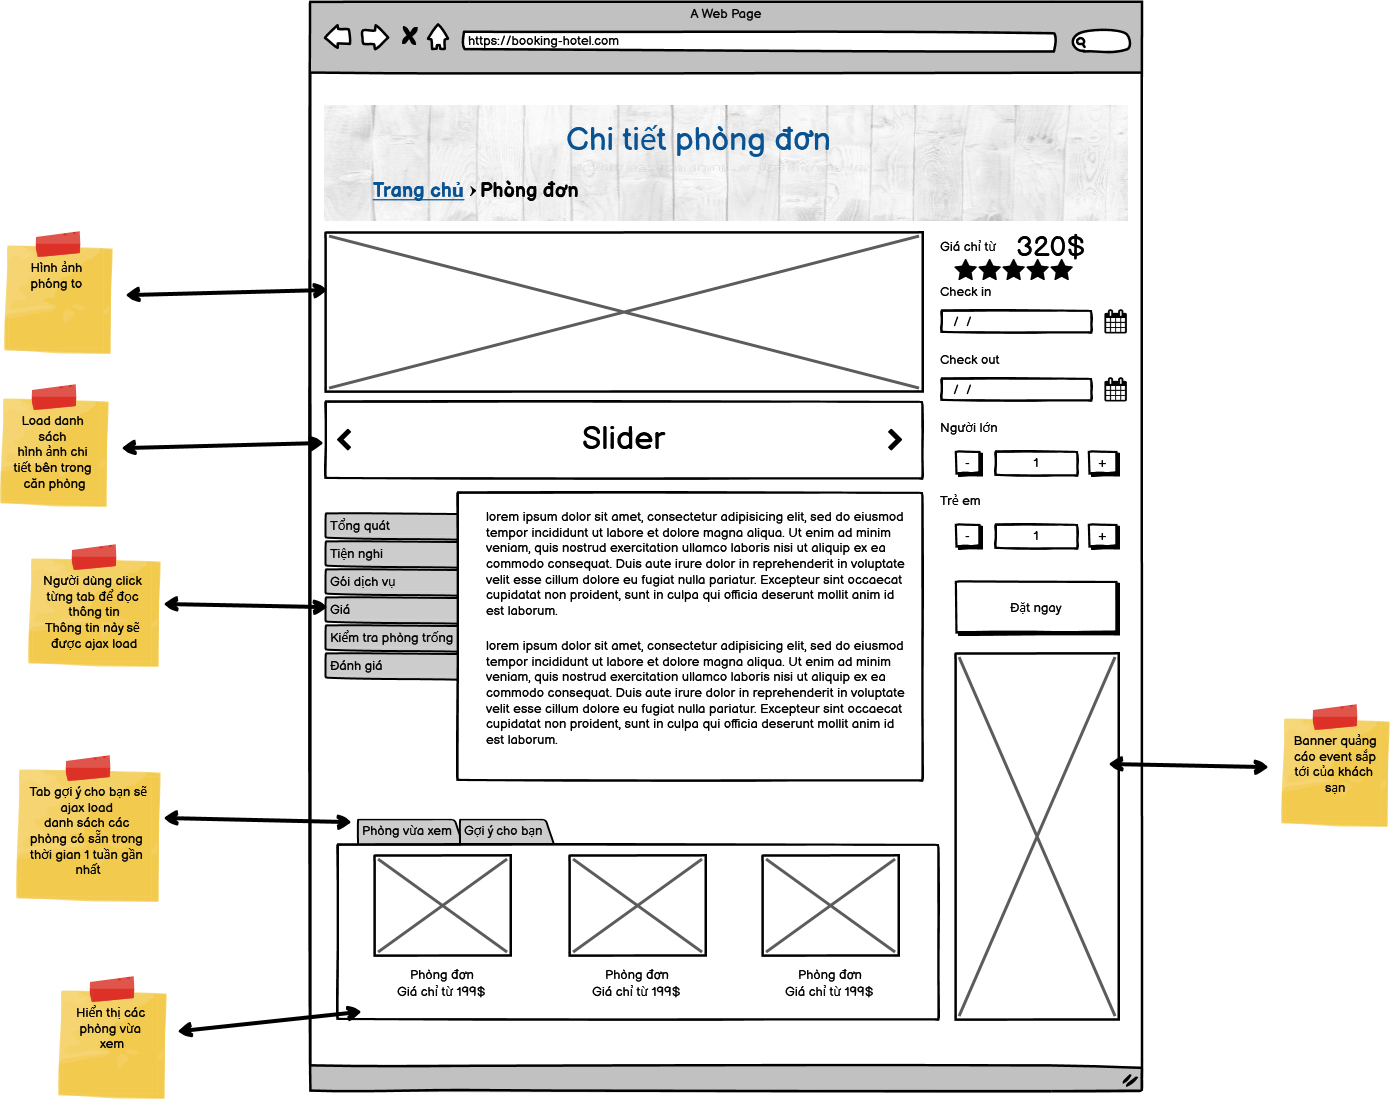 A Web Page
https://booking-hotel.com
Chi tiết phòng đơn
Trang chủ › Phòng đơn
Hình ảnh
phóng to
Load danh
sách
hình ảnh chi
tiết bên trong
căn phòng
Slider
Giá chỉ từ 320$
Check in
/ /
Check out
/ /
Người lớn
- 1 +
Trẻ em
- 1 +
Đặt ngay
Người dùng click
từng tab để đọc
thông tin
Thông tin này sẽ
được ajax load
Tổng quát
Tiện nghi
Gói dịch vụ
Giá
Kiểm tra phòng trống
Đánh giá
lorem ipsum dolor sit amet, consectetur adipisicing elit, sed do eiusmod
tempor incididunt ut labore et dolore magna aliqua. Ut enim ad minim
veniam, quis nostrud exercitation ullamco laboris nisi ut aliquip ex ea
commodo consequat. Duis aute irure dolor in reprehenderit in voluptate
velit esse cillum dolore eu fugiat nulla pariatur. Excepteur sint occaecat
cupidatat non proident, sunt in culpa qui officia deserunt mollit anim id
est laborum.
lorem ipsum dolor sit amet, consectetur adipisicing elit, sed do eiusmod
tempor incididunt ut labore et dolore magna aliqua. Ut enim ad minim
veniam, quis nostrud exercitation ullamco laboris nisi ut aliquip ex ea
commodo consequat. Duis aute irure dolor in reprehenderit in voluptate
velit esse cillum dolore eu fugiat nulla pariatur. Excepteur sint occaecat
cupidatat non proident, sunt in culpa qui officia deserunt mollit anim id
est laborum.
Banner quảng
cáo event sắp
tới của khách
sạn
Tab gợi ý cho bạn sẽ
ajax load
danh sách các
phòng có sẵn trong
thời gian 1 tuần gần
nhất
Phòng vừa xem
Gợi ý cho bạn
Phòng đơn
Giá chỉ từ 199$
Phòng đơn
Giá chỉ từ 199$
Phòng đơn
Giá chỉ từ 199$
Hiển thị các
phòng vừa
xem